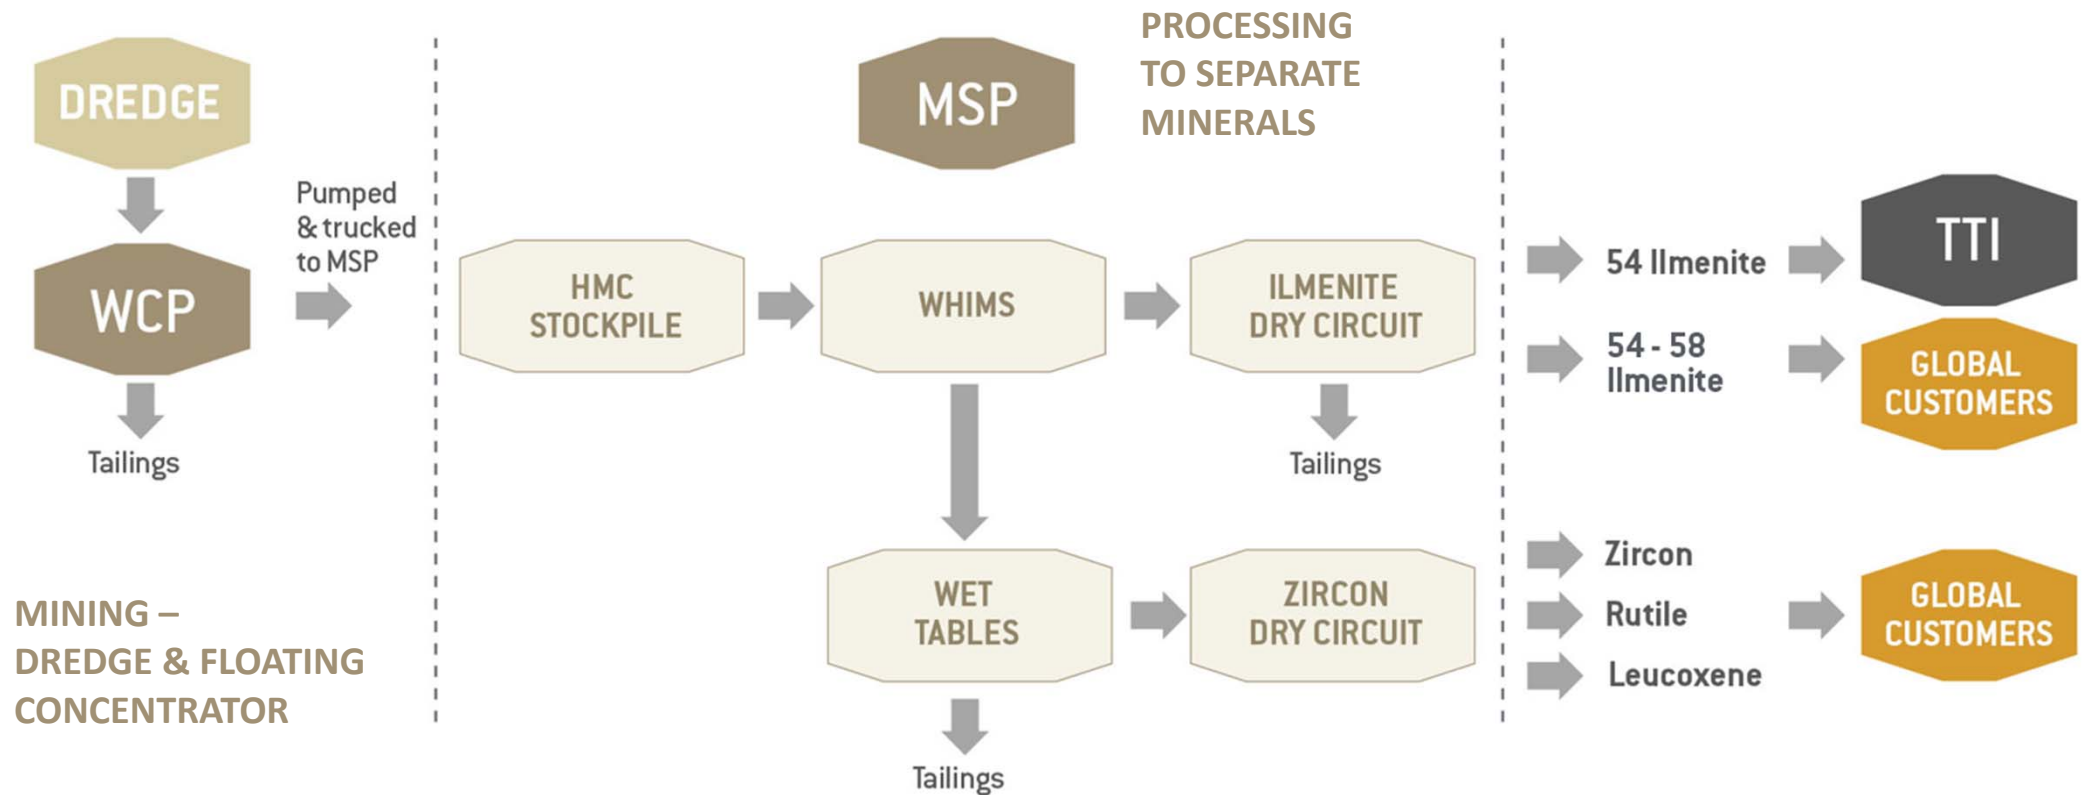 DREDGE
WCP
Tailings
Pumped
& trucked
to MSP
MINING –
DREDGE & FLOATING
CONCENTRATOR
MSP
PROCESSING
TO SEPARATE
MINERALS
HMC
STOCKPILE
WHIMS
ILMENITE
DRY CIRCUIT
Tailings
WET
TABLES
ZIRCON
DRY CIRCUIT
Tailings
54 Ilmenite
TTI
54 - 58
Ilmenite
GLOBAL
CUSTOMERS
Zircon
Rutile
Leucoxene
GLOBAL
CUSTOMERS